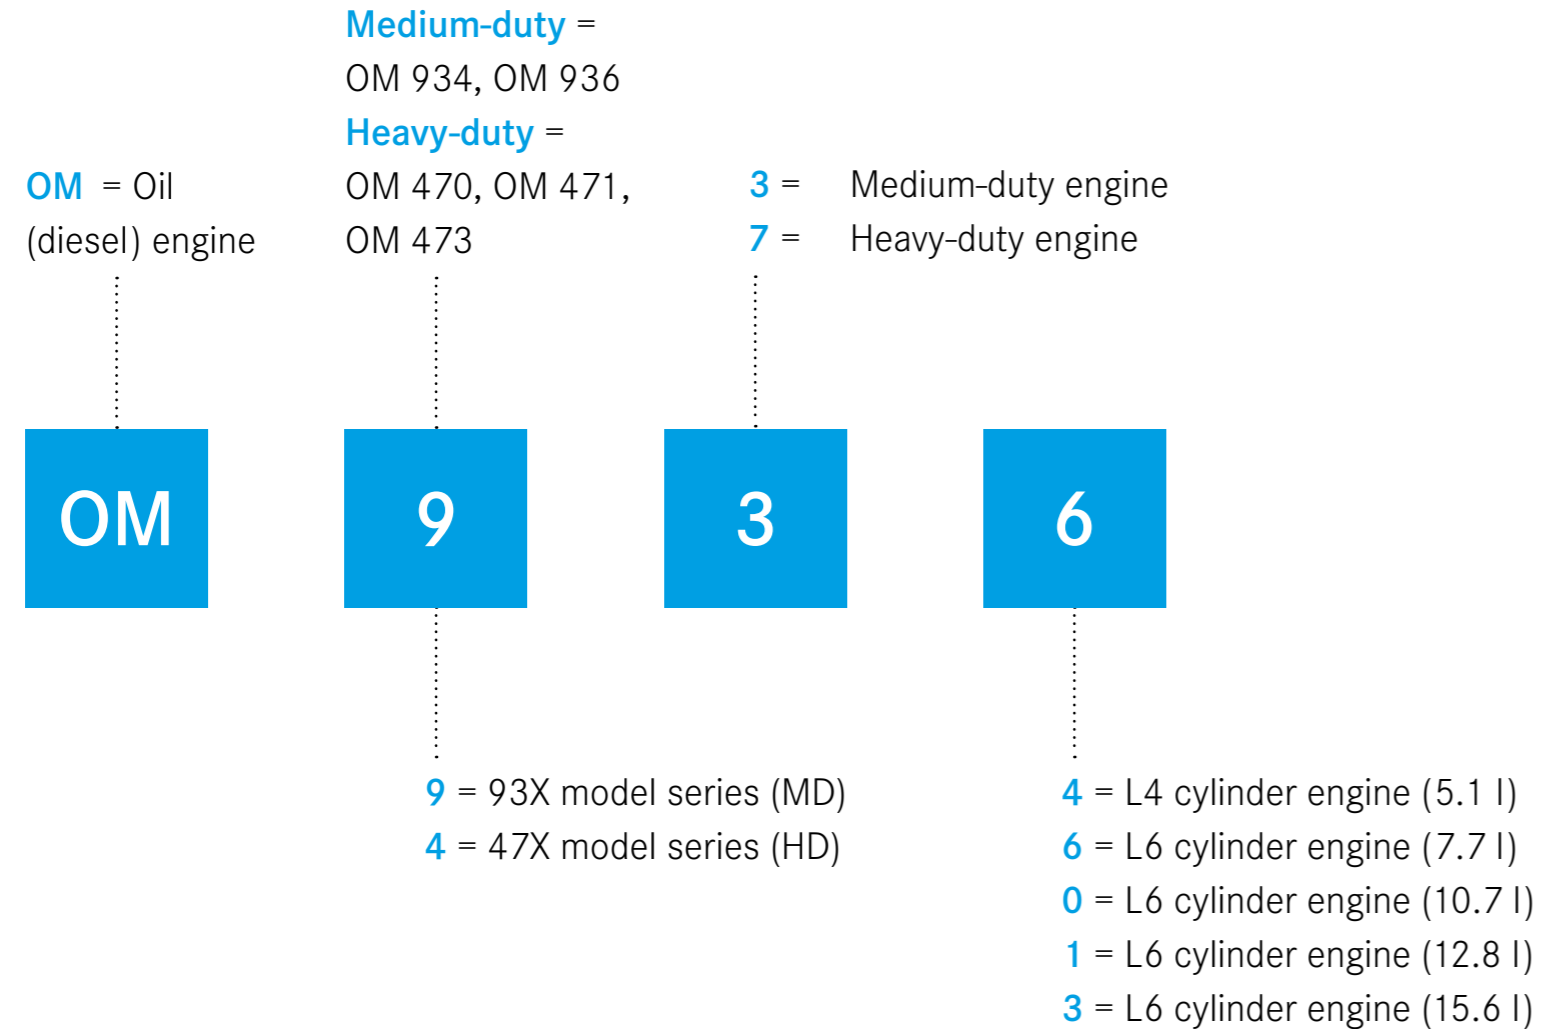 OM = Oil
(diesel) engine
Medium-duty =
OM 934, OM 936
Heavy-duty =
OM 470, OM 471,
OM 473
3 = Medium-duty engine
7 = Heavy-duty engine
OM
9
3
6
9 = 93X model series (MD)
4 = 47X model series (HD)
4 = L4 cylinder engine (5.1 l)
6 = L6 cylinder engine (7.7 l)
0 = L6 cylinder engine (10.7 l)
1 = L6 cylinder engine (12.8 l)
3 = L6 cylinder engine (15.6 l)